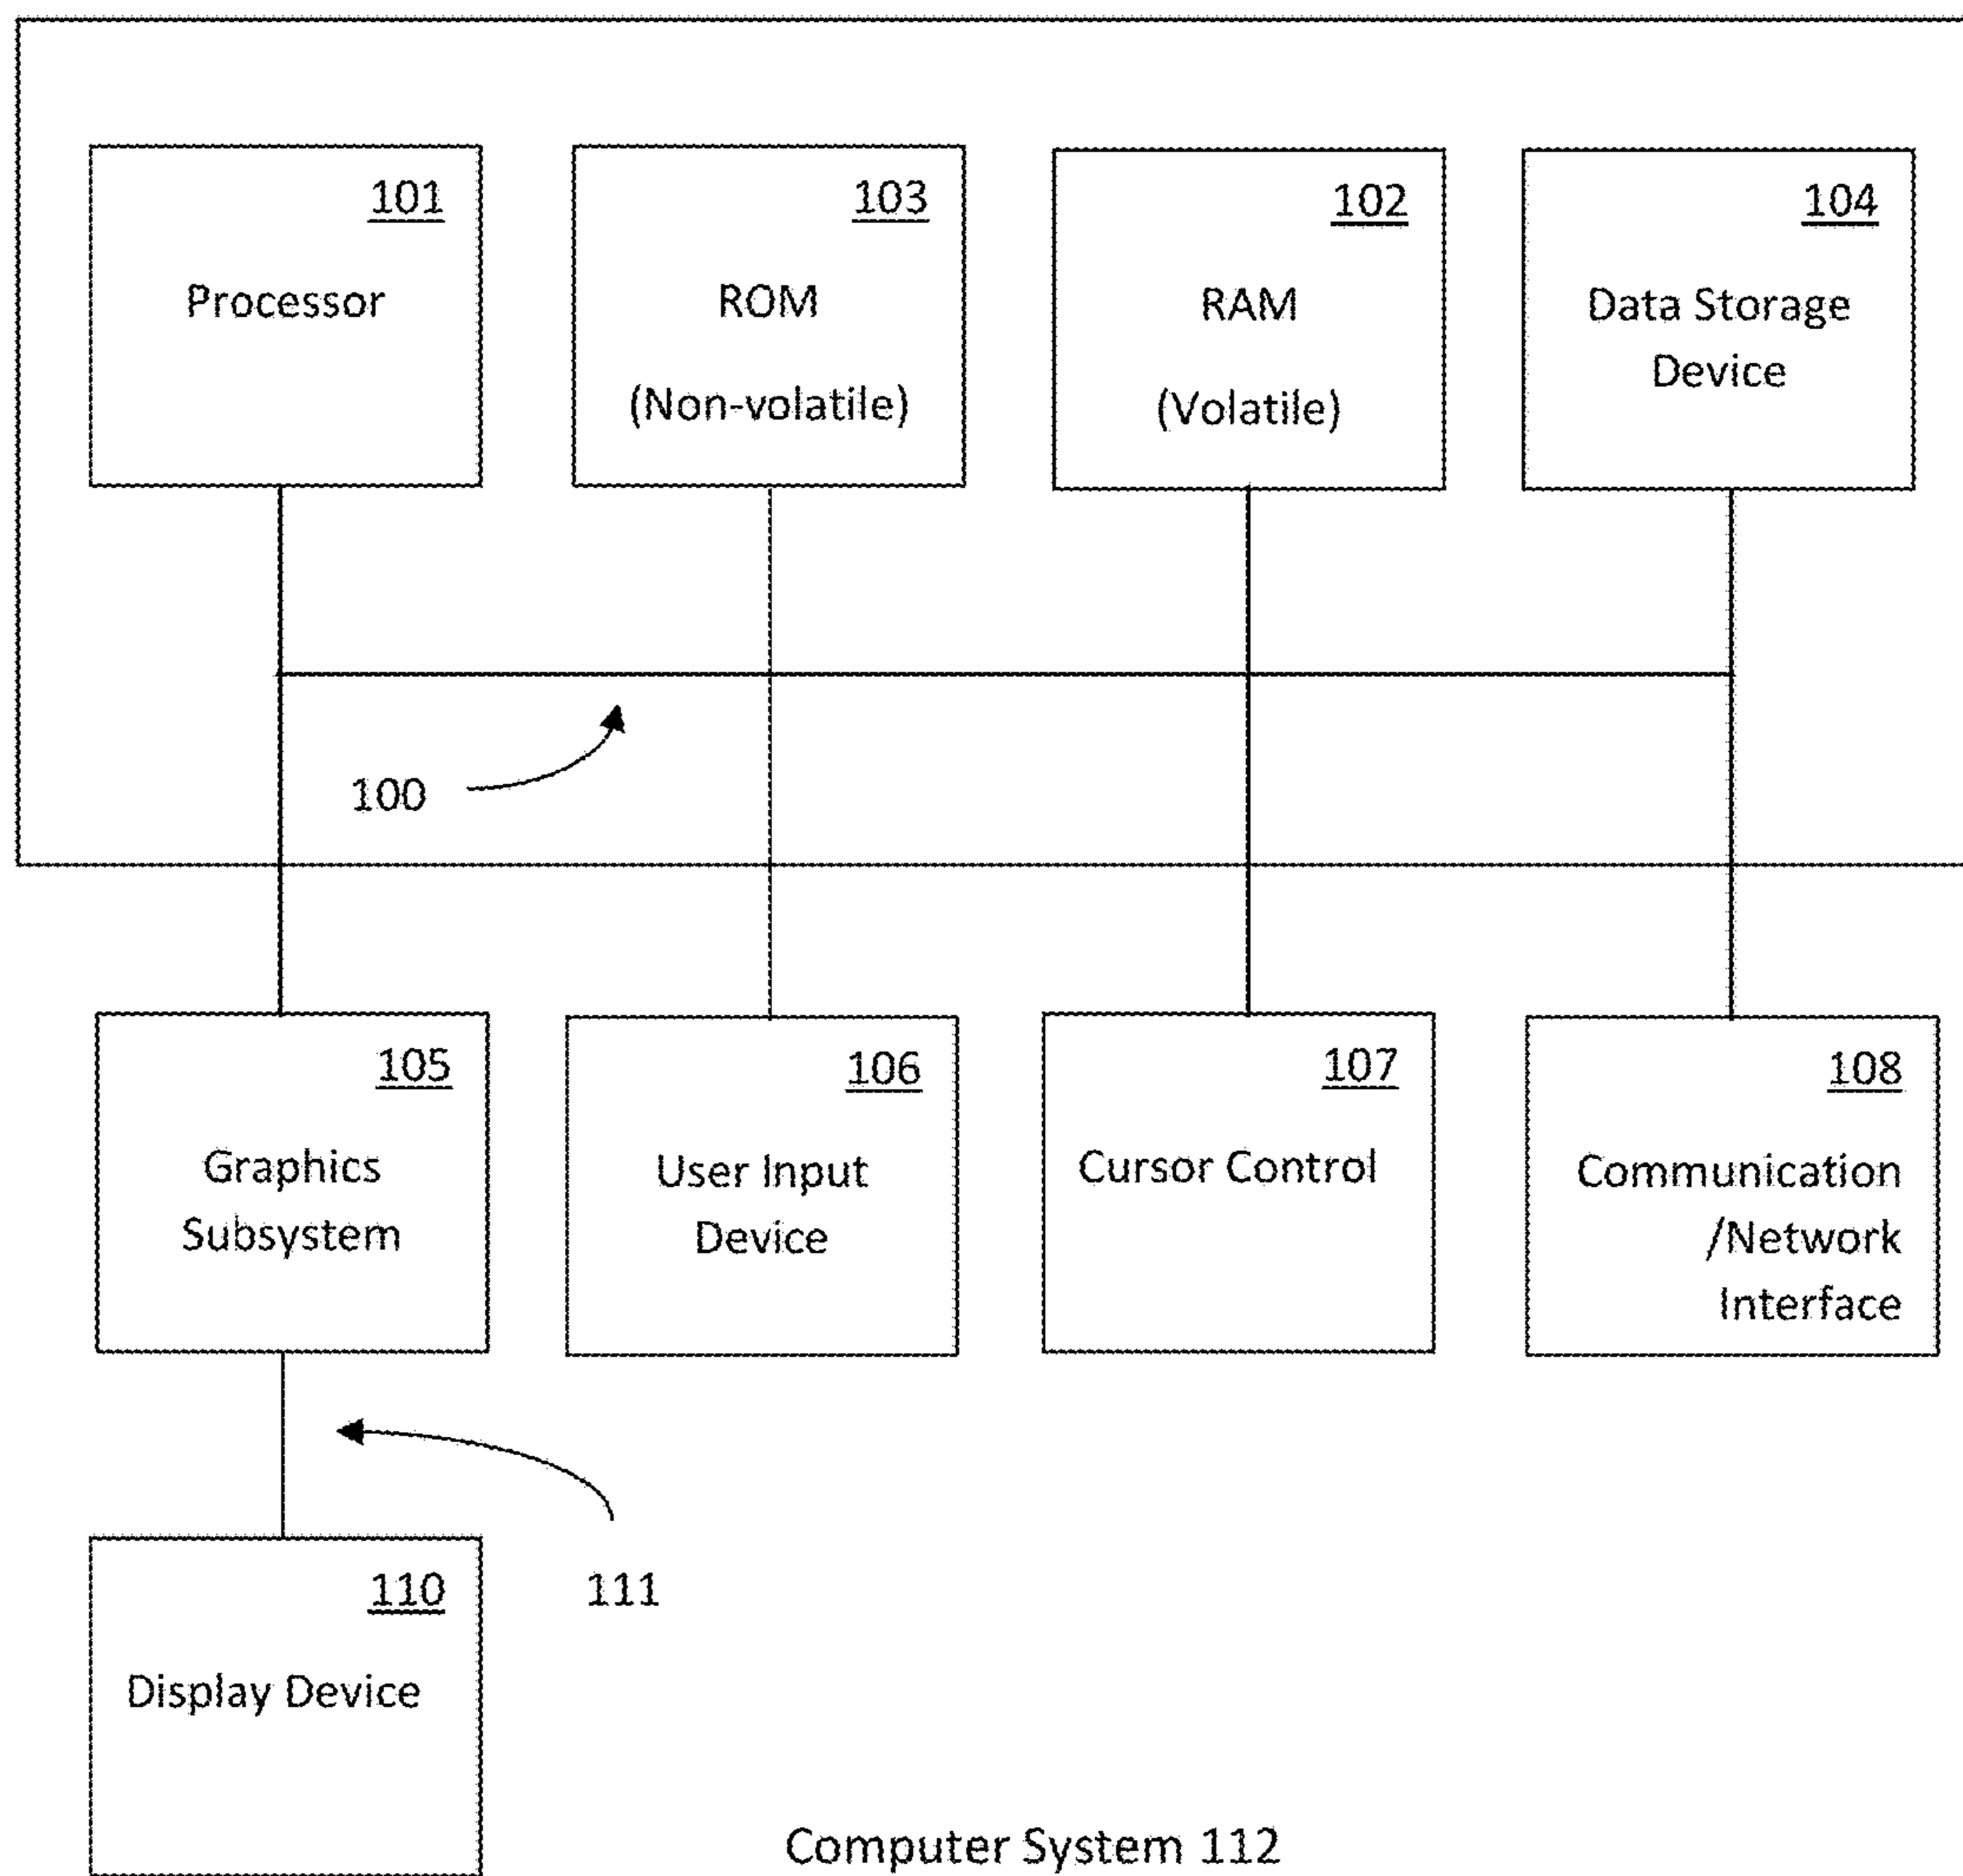 101
Processor
103
ROM
(Non-volatile)
102
RAM
(Volatile)
104
Data Storage
Device
100
105
Graphics
Subsystem
106
User Input
Device
107
Cursor Control
108
Communication
/Network
Interface
111
110
Display Device
Computer System 112